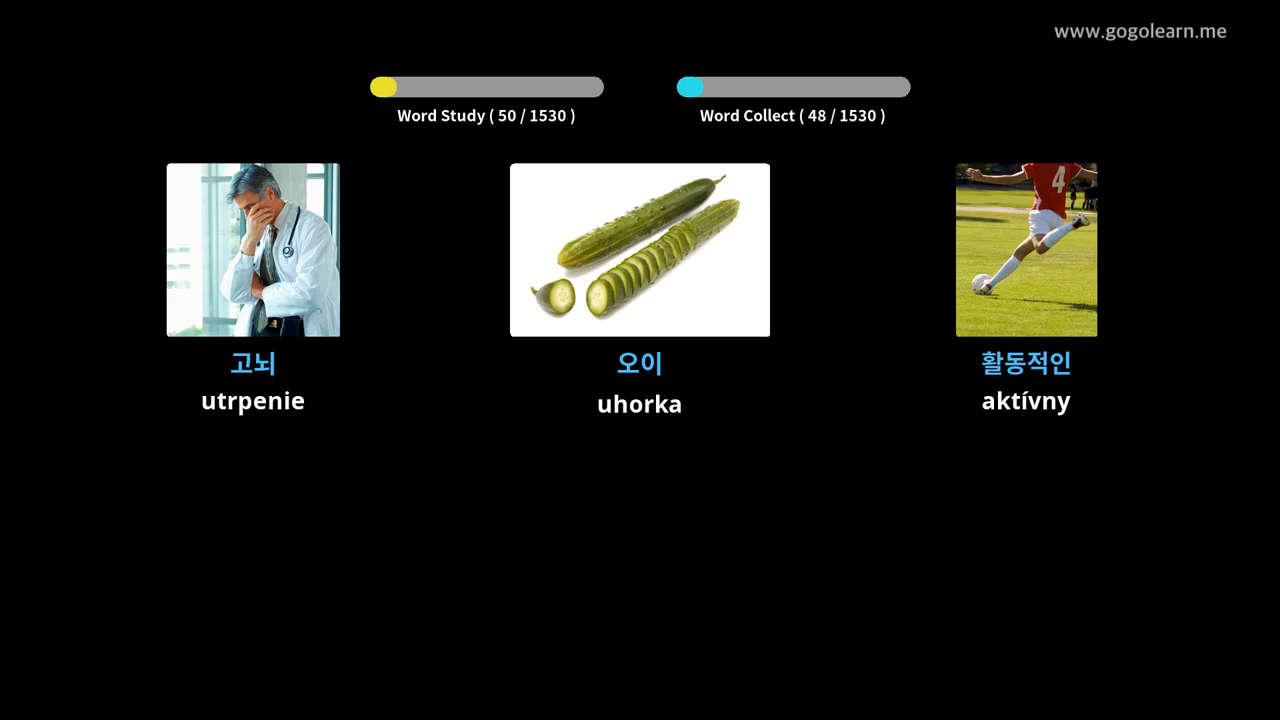 www.gogolearn.me
Word Study ( 50 / 1530 )
Word Collect ( 48 / 1530 )
4
고뇌
오이
활동적인
utrpenie
uhorka
aktívny